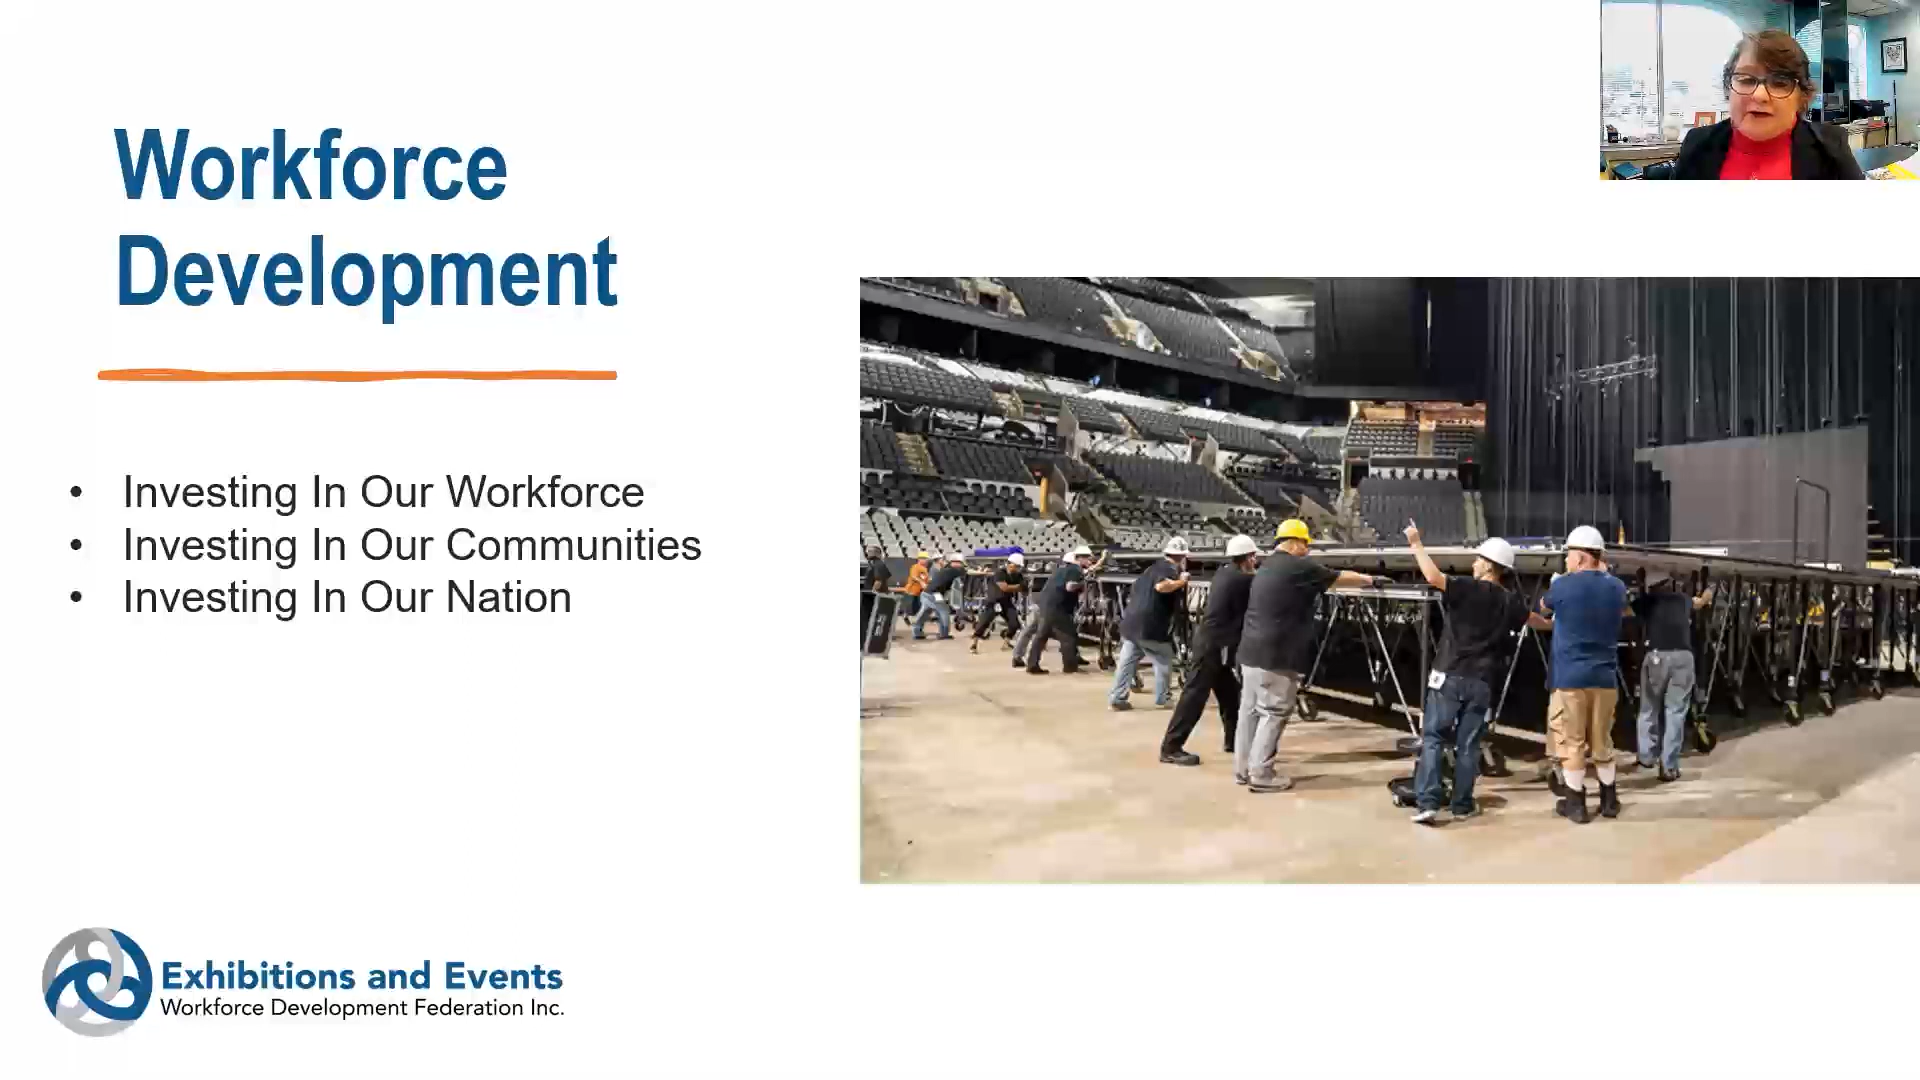 Workforce
Development
• Investing In Our Workforce
• Investing In Our Communities
• Investing In Our Nation
Exhibitions and Events
Workforce Development Federation Inc.